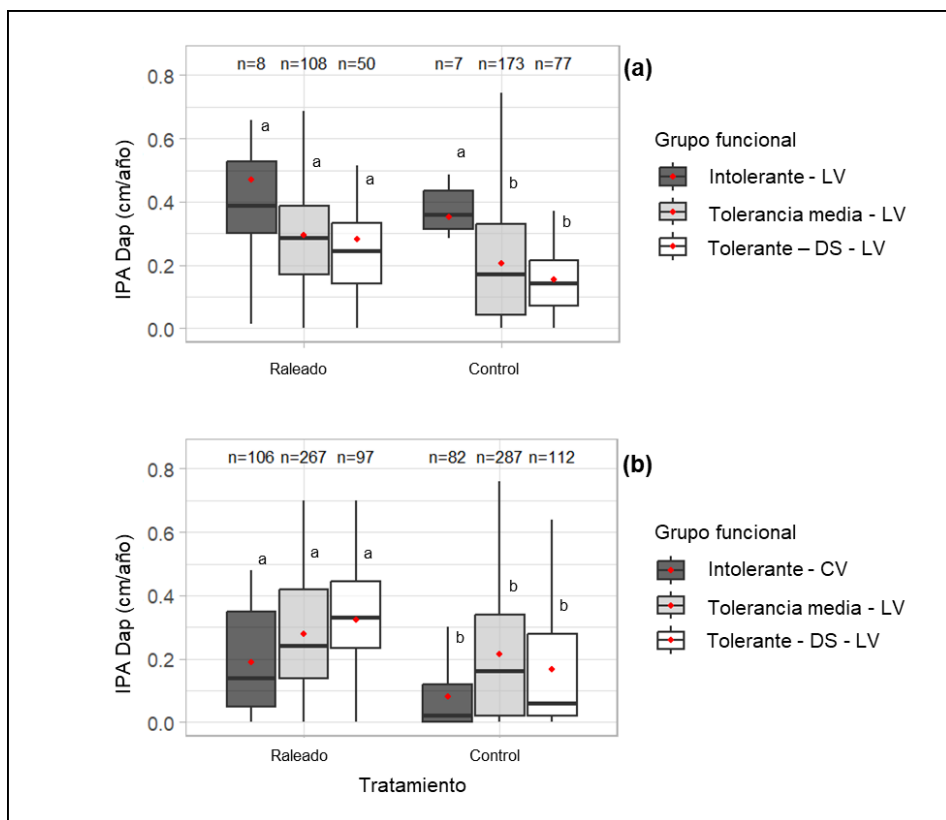 n=8 n=108 n=50 n=7 n=173 n=77 (a)
0.8
0.6
0.4
0.2
0.0
IPA Dap (cm/año)
a a a a b b
Raleado Control
Grupo funcional
Intolerante - LV
Tolerancia media - LV
Tolerante – DS - LV
n=106 n=267 n=97 n=82 n=287 n=112 (b)
0.8
0.6
0.4
0.2
0.0
IPA Dap (cm/año)
a a a b b b
Raleado Control
Tratamiento
Grupo funcional
Intolerante - CV
Tolerancia media - LV
Tolerante - DS - LV